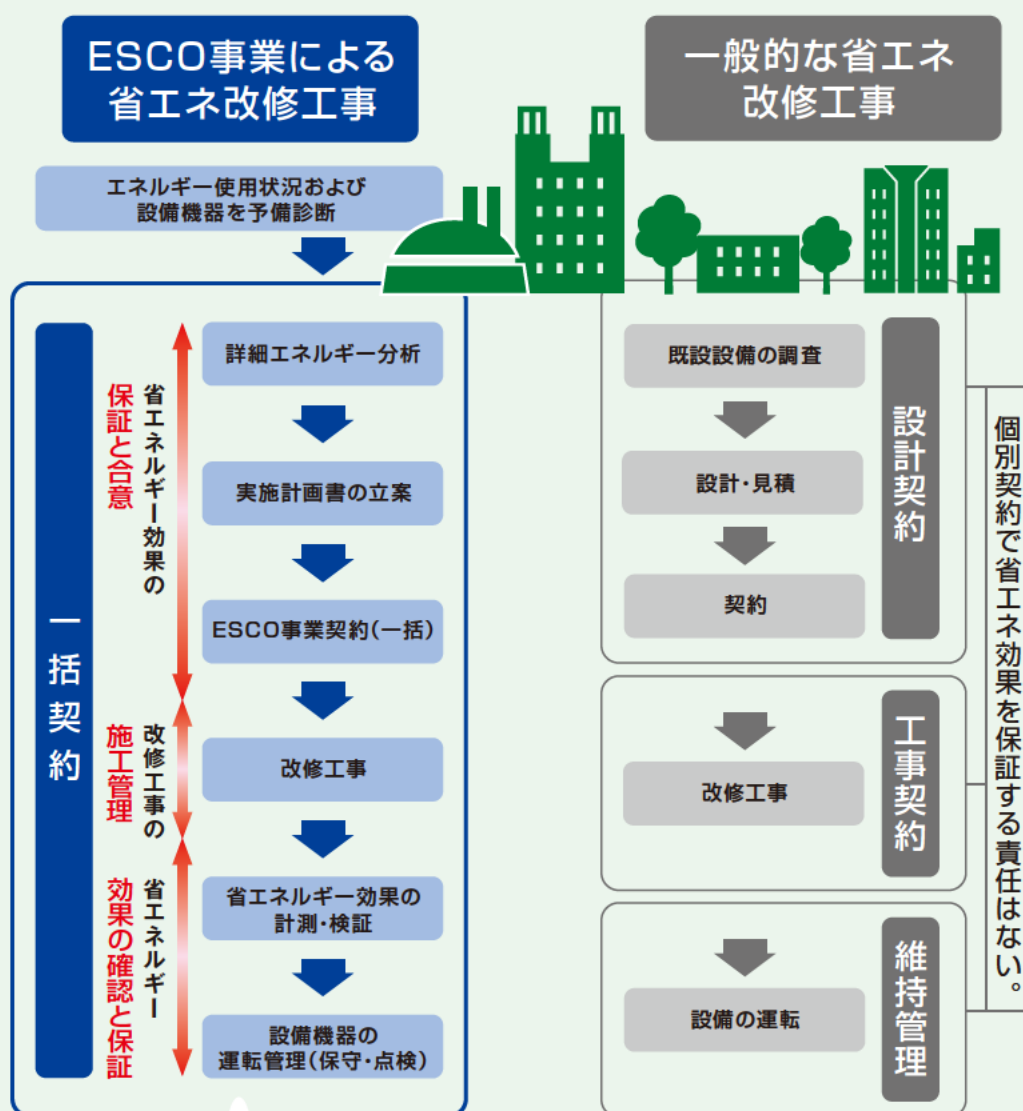 ESCO事業による
省エネ改修工事
エネルギー使用状況および
設備機器を予備診断
一括契約
省エネルギー効果の
保証と合意
改修工事の
施工管理
省エネルギー
効果の確認と保証
詳細エネルギー分析
実施計画書の立案
ESCO事業契約(一括)
改修工事
省エネルギー効果の
計測・検証
設備機器の
運転管理(保守・点検)
一般的な省エネ
改修工事
既設設備の調査
設計・見積
契約
設計契約
改修工事
工事契約
設備の運転
維持管理
個別契約で省エネ効果を保証する責任はない。